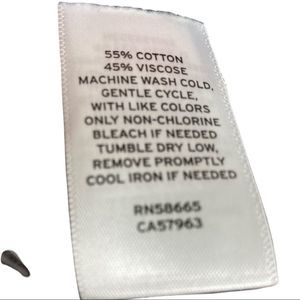 55% COTTON
45% VISCOSE
MACHINE WASH COLD,
GENTLE CYCLE,
WITH LIKE COLORS
ONLY NON-CHLORINE
BLEACH IF NEEDED
TUMBLE DRY LOW,
REMOVE PROMPTLY
COOL IRON IF NEEDED
RN58665
CA57963